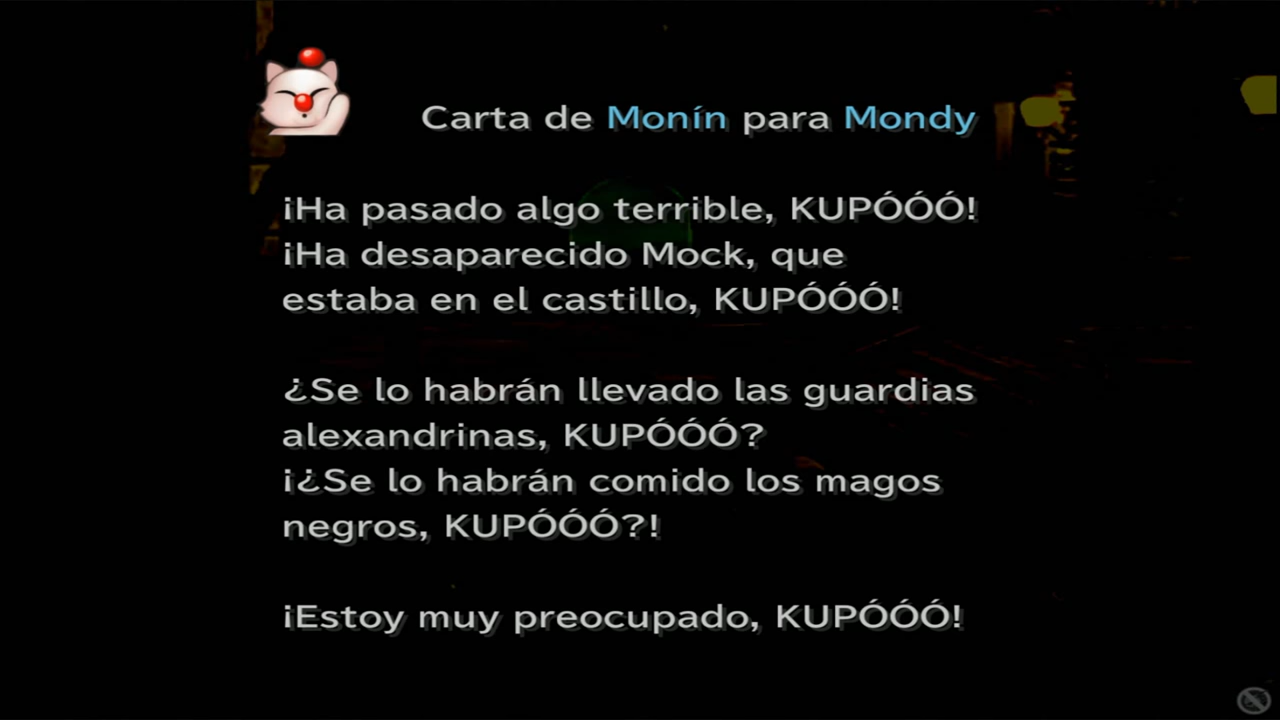 Carta de Monín para Mondy
¡Ha pasado algo terrible, KUPÓÓÓ!
¡Ha desaparecido Mock, que
estaba en el castillo, KUPÓÓÓ!
¿Se lo habrán llevado las guardias
alexandrinas, KUPÓÓÓ?
¡¿Se lo habrán comido los magos
negros, KUPÓÓÓ?!
¡Estoy muy preocupado, KUPÓÓÓ!